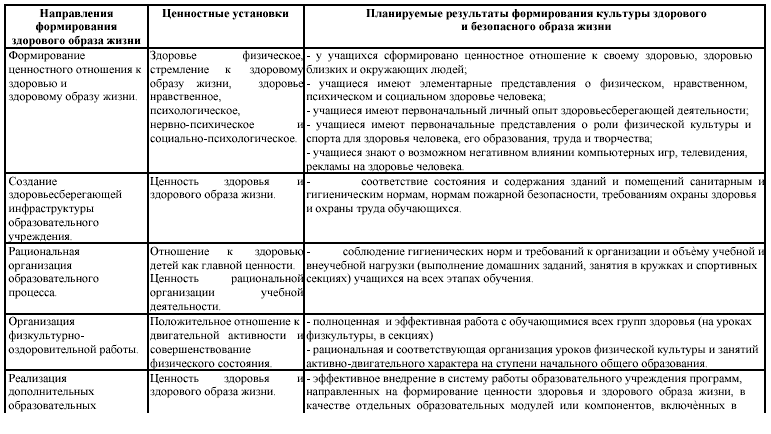 Направления
формирования
здорового образа жизни
Ценностные установки
Планируемые результаты формирования культуры здорового
и безопасного образа жизни
Формирование
ценностного отношения к
здоровью и
здоровому образу жизни.
Здоровье физическое,
стремление к здоровому
образу жизни, здоровье
нравственное,
психологическое,
нервно-психическое и
социально-психологическое.
- у учащихся сформировано ценностное отношение к своему здоровью, здоровью
близких и окружающих людей;
- учащиеся имеют элементарные представления о физическом, нравственном,
психическом и социальном здоровье человека;
- учащиеся имеют первоначальный личный опыт здоровьесберегающей деятельности;
- учащиеся имеют первоначальные представления о роли физической культуры и
спорта для здоровья человека, его образования, труда и творчества;
- учащиеся знают о возможном негативном влиянии компьютерных игр, телевидения,
рекламы на здоровье человека.
Создание
здоровьесберегающей
инфраструктуры
образовательного
учреждения.
Ценность здоровья и
здорового образа жизни.
- соответствие состояния и содержания зданий и помещений санитарным и
гигиеническим нормам, нормам пожарной безопасности, требованиям охраны здоровья
и охраны труда обучающихся.
Рациональная
организация
образовательного
процесса.
Отношение к здоровью
детей как главной ценности.
Ценность рациональной
организации учебной
деятельности.
- соблюдение гигиенических норм и требований к организации и объѐму учебной и
внеучебной нагрузки (выполнение домашних заданий, занятия в кружках и спортивных
секциях) учащихся на всех этапах обучения.
Организация
физкультурно-
оздоровительной работы.
Положительное отношение к
двигательной активности и
совершенствование
физического состояния.
- полноценная и эффективная работа с обучающимися всех групп здоровья (на уроках
физкультуры, в секциях)
- рациональная и соответствующая организация уроков физической культуры и занятий
активно-двигательного характера на ступени начального общего образования.
Реализация
дополнительных
образовательных
Ценность здоровья и
здорового образа жизни.
- эффективное внедрение в систему работы образовательного учреждения программ,
направленных на формирование ценности здоровья и здорового образа жизни, в
качестве отдельных образовательных модулей или компонентов, включѐнных в